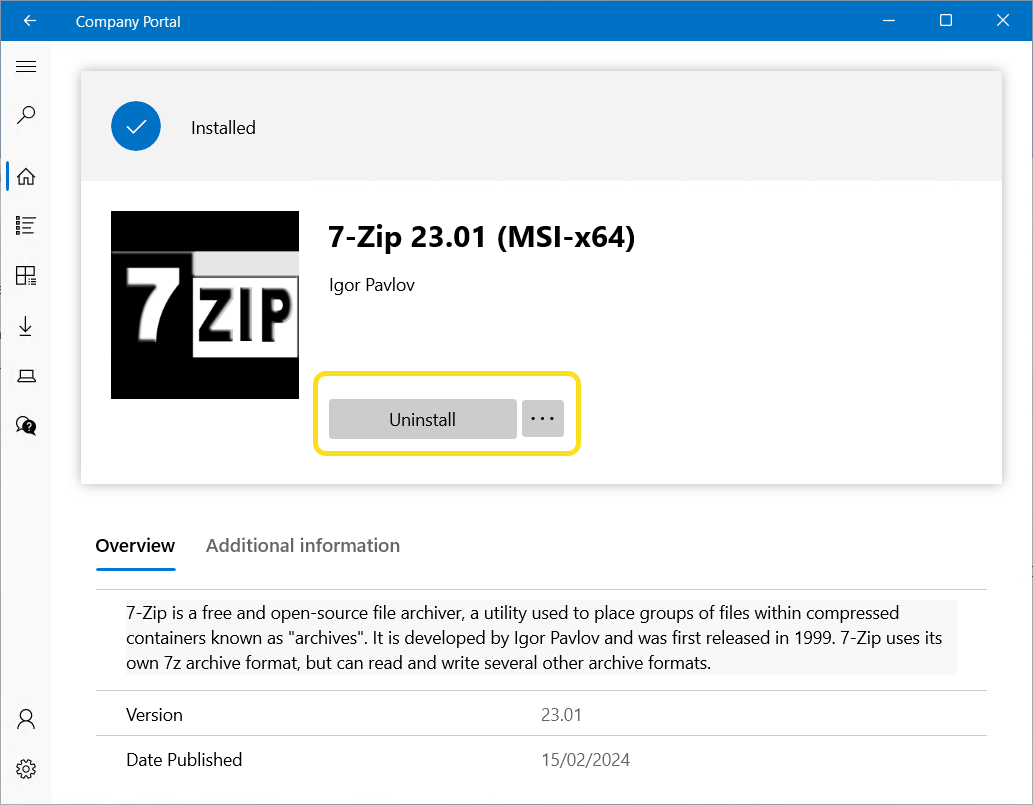 Company Portal
Installed
7 ZIP
7-Zip 23.01 (MSI-x64)
Igor Pavlov
Uninstall
···
Overview Additional information
7-Zip is a free and open-source file archiver, a utility used to place groups of files within compressed
containers known as "archives". It is developed by Igor Pavlov and was first released in 1999. 7-Zip uses its
own 7z archive format, but can read and write several other archive formats.
Version 23.01
Date Published 15/02/2024